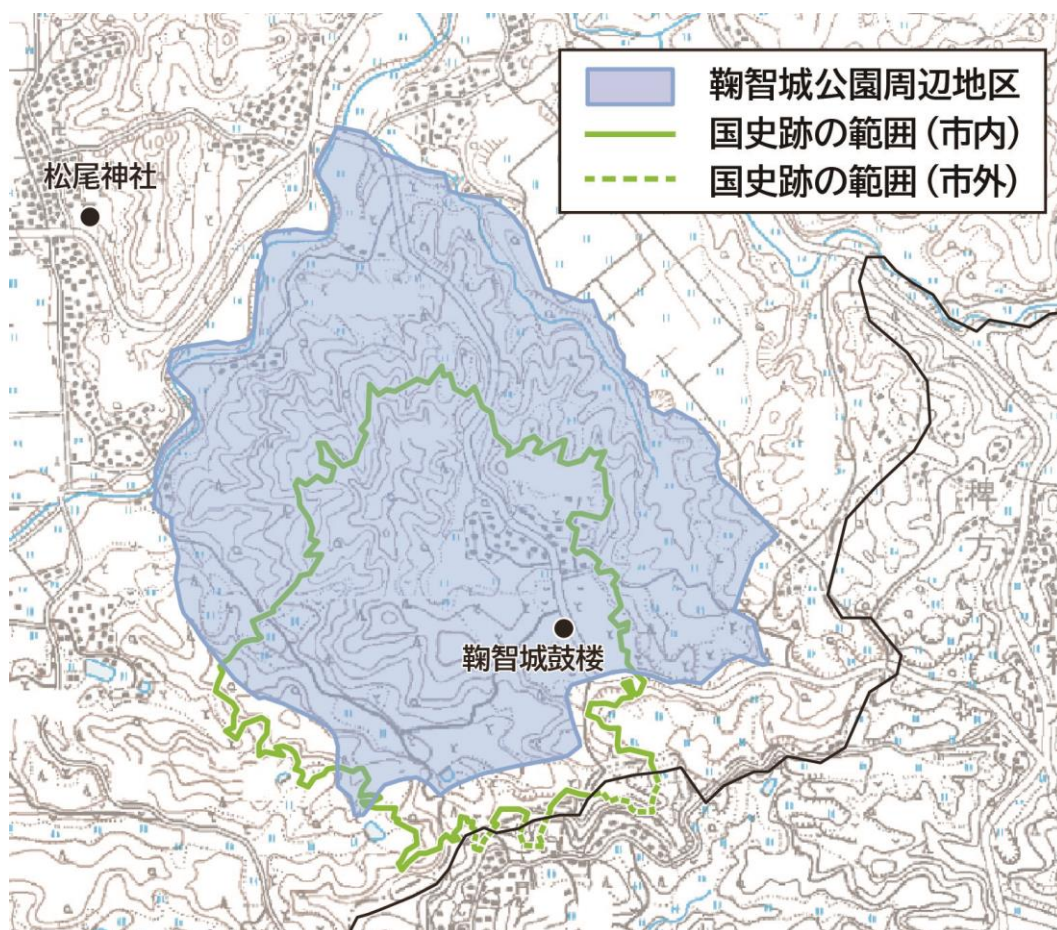 鞠智城公園周辺地区
国史跡の範囲（市内）
国史跡の範囲（市外）
松尾神社
鞠智城鼓楼
稗
方